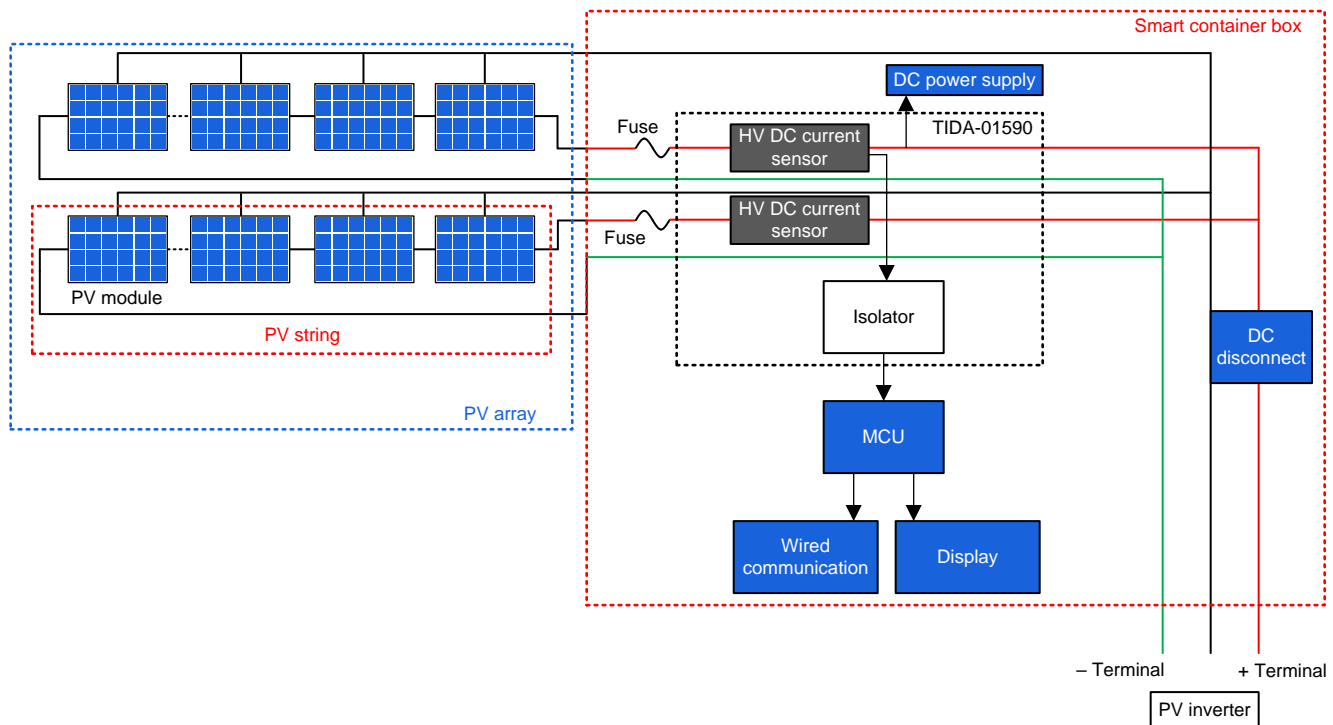 Smart container box
DC power supply
TIDA-01590
Fuse
HV DC current
sensor
Fuse
HV DC current
sensor
PV module
PV string
PV array
Isolator
DC
disconnect
MCU
Wired
communication
Display
– Terminal
+ Terminal
PV inverter